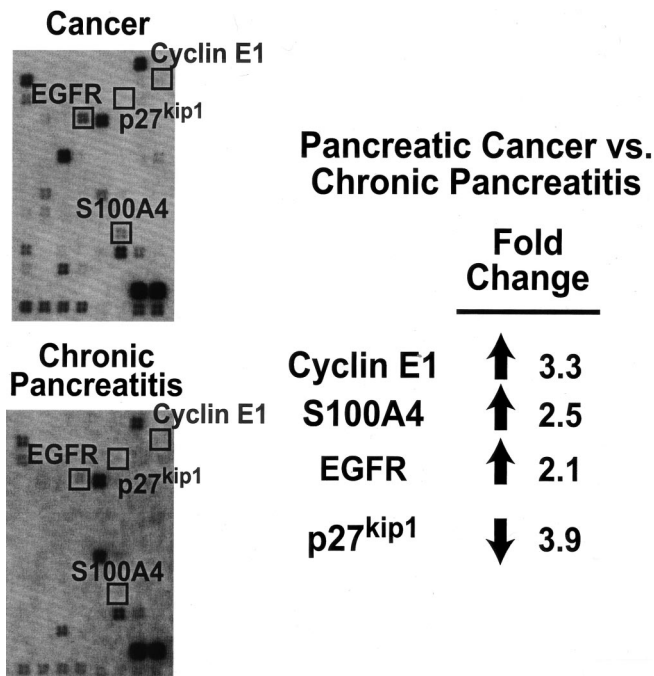 Cancer
Cyclin E1
EGFR
p27kip1
S100A4
Chronic
Pancreatitis
Cyclin E1
EGFR
p27kip1
S100A4
Pancreatic Cancer vs.
Chronic Pancreatitis
Fold
Change
Cyclin E1 ↑ 3.3
S100A4 ↑ 2.5
EGFR ↑ 2.1
p27kip1 ↓ 3.9